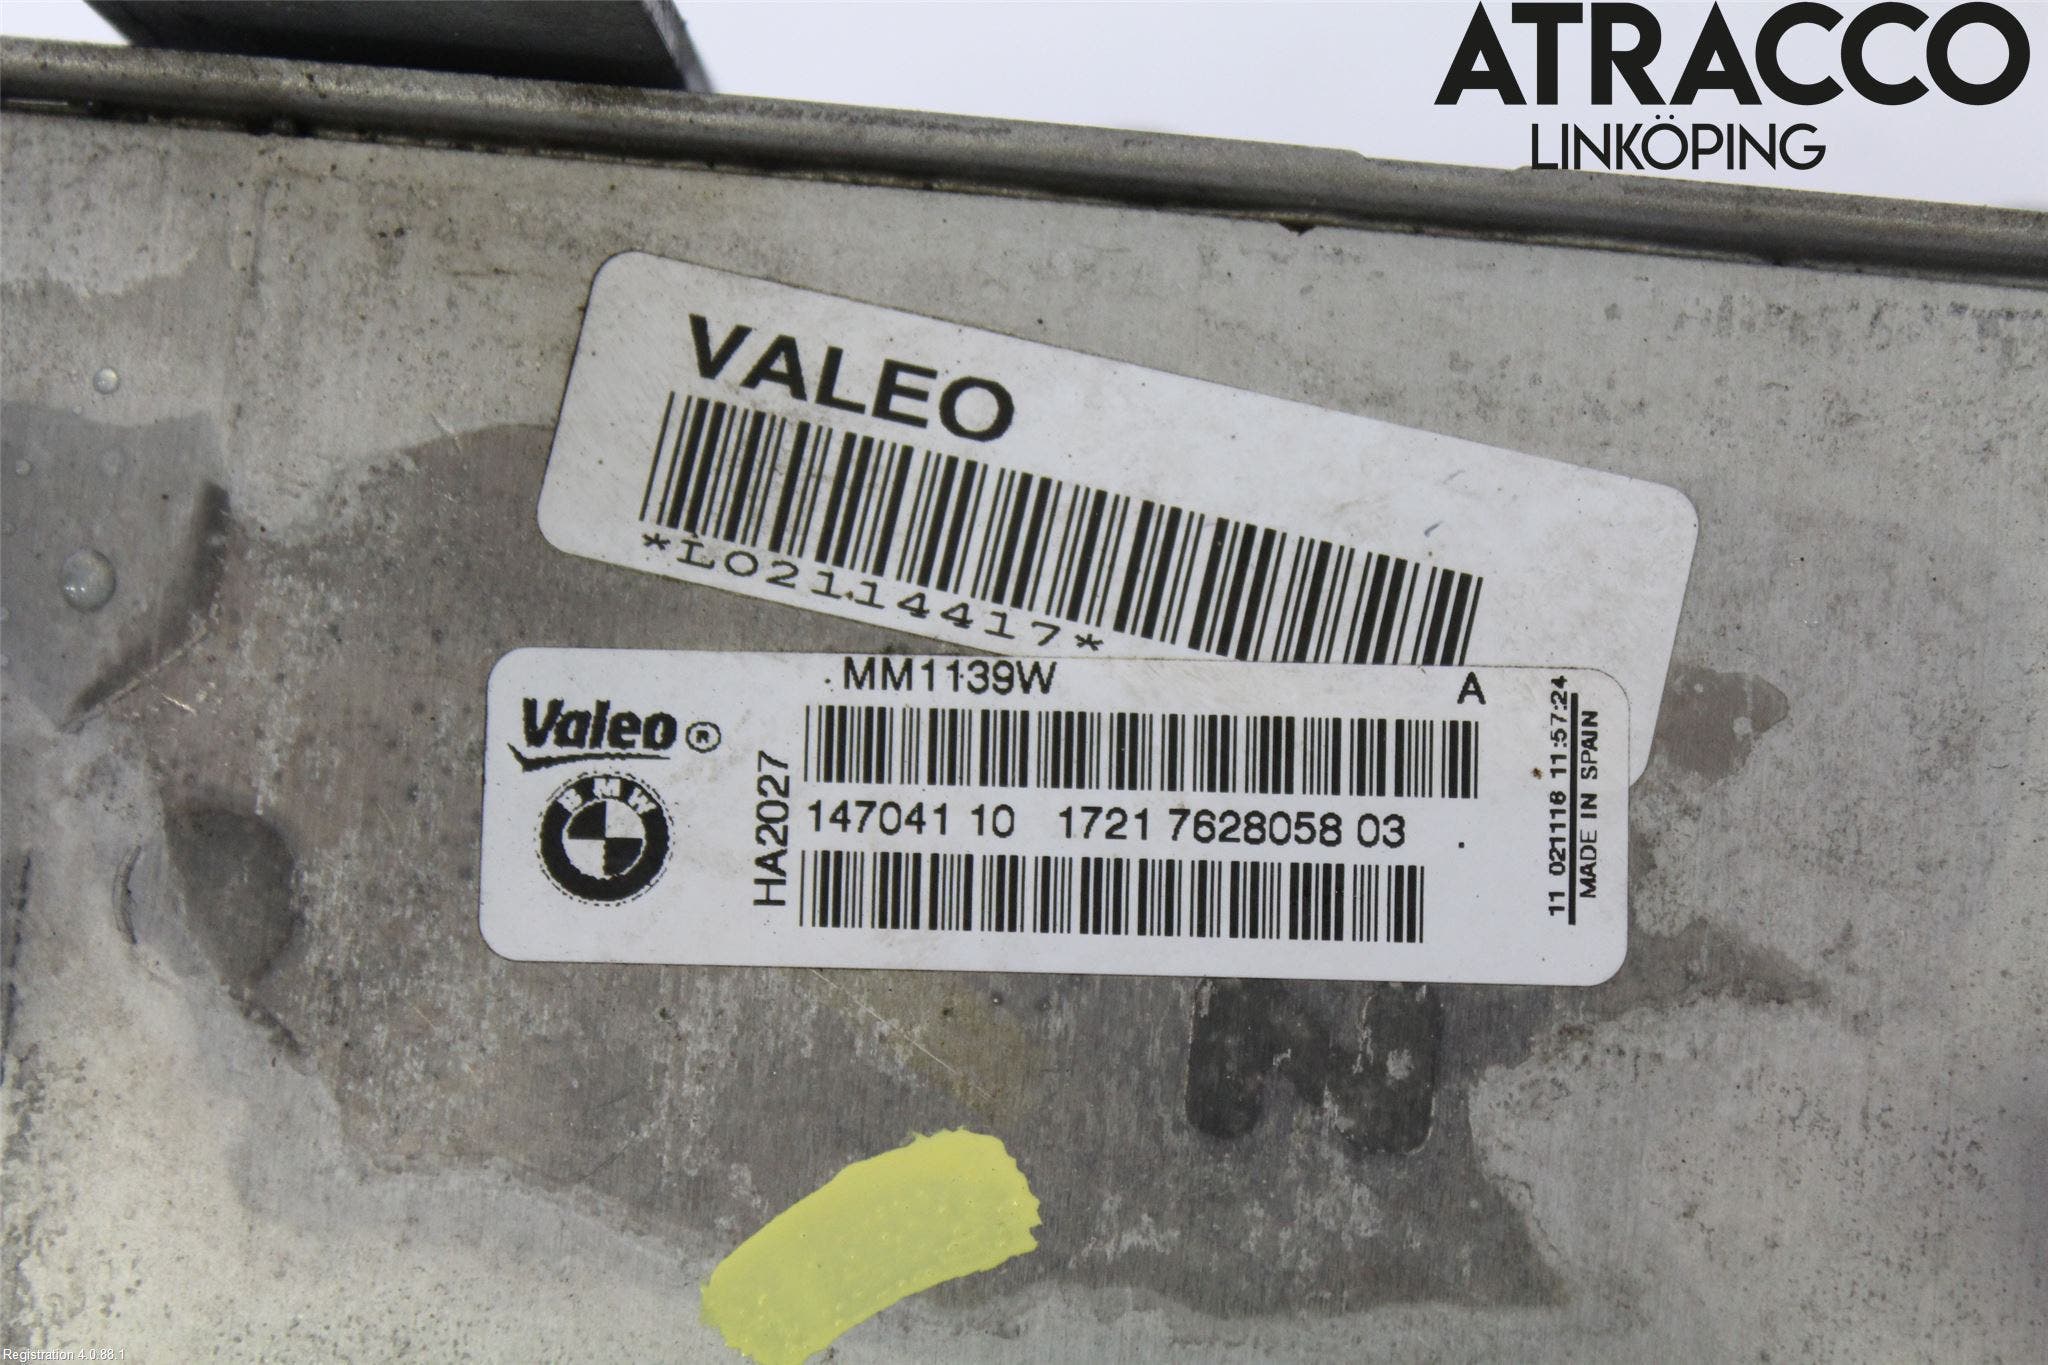 ATRACCO
LINKÖPING
VALEO
*L02114417*
MM1139W
A
Valeo ®
BMW
HA2027
147041 10 1721 7628058 03 .
11 021116 11:57:24
MADE IN SPAIN
Registration 4.0.88.1